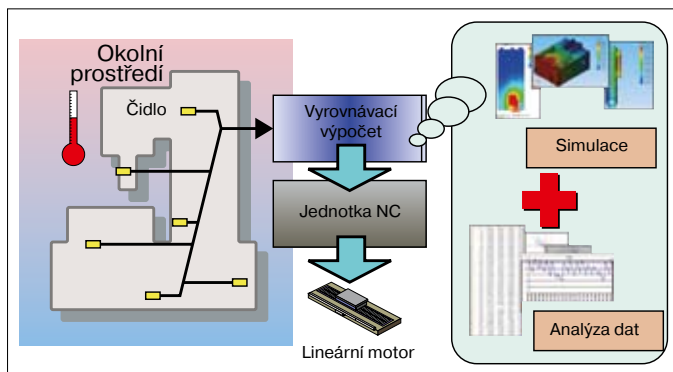 Okolní
prostředí
Čidlo
Vyrovnávací
výpočet
Jednotka NC
Lineární motor
Simulace
Analýza dat